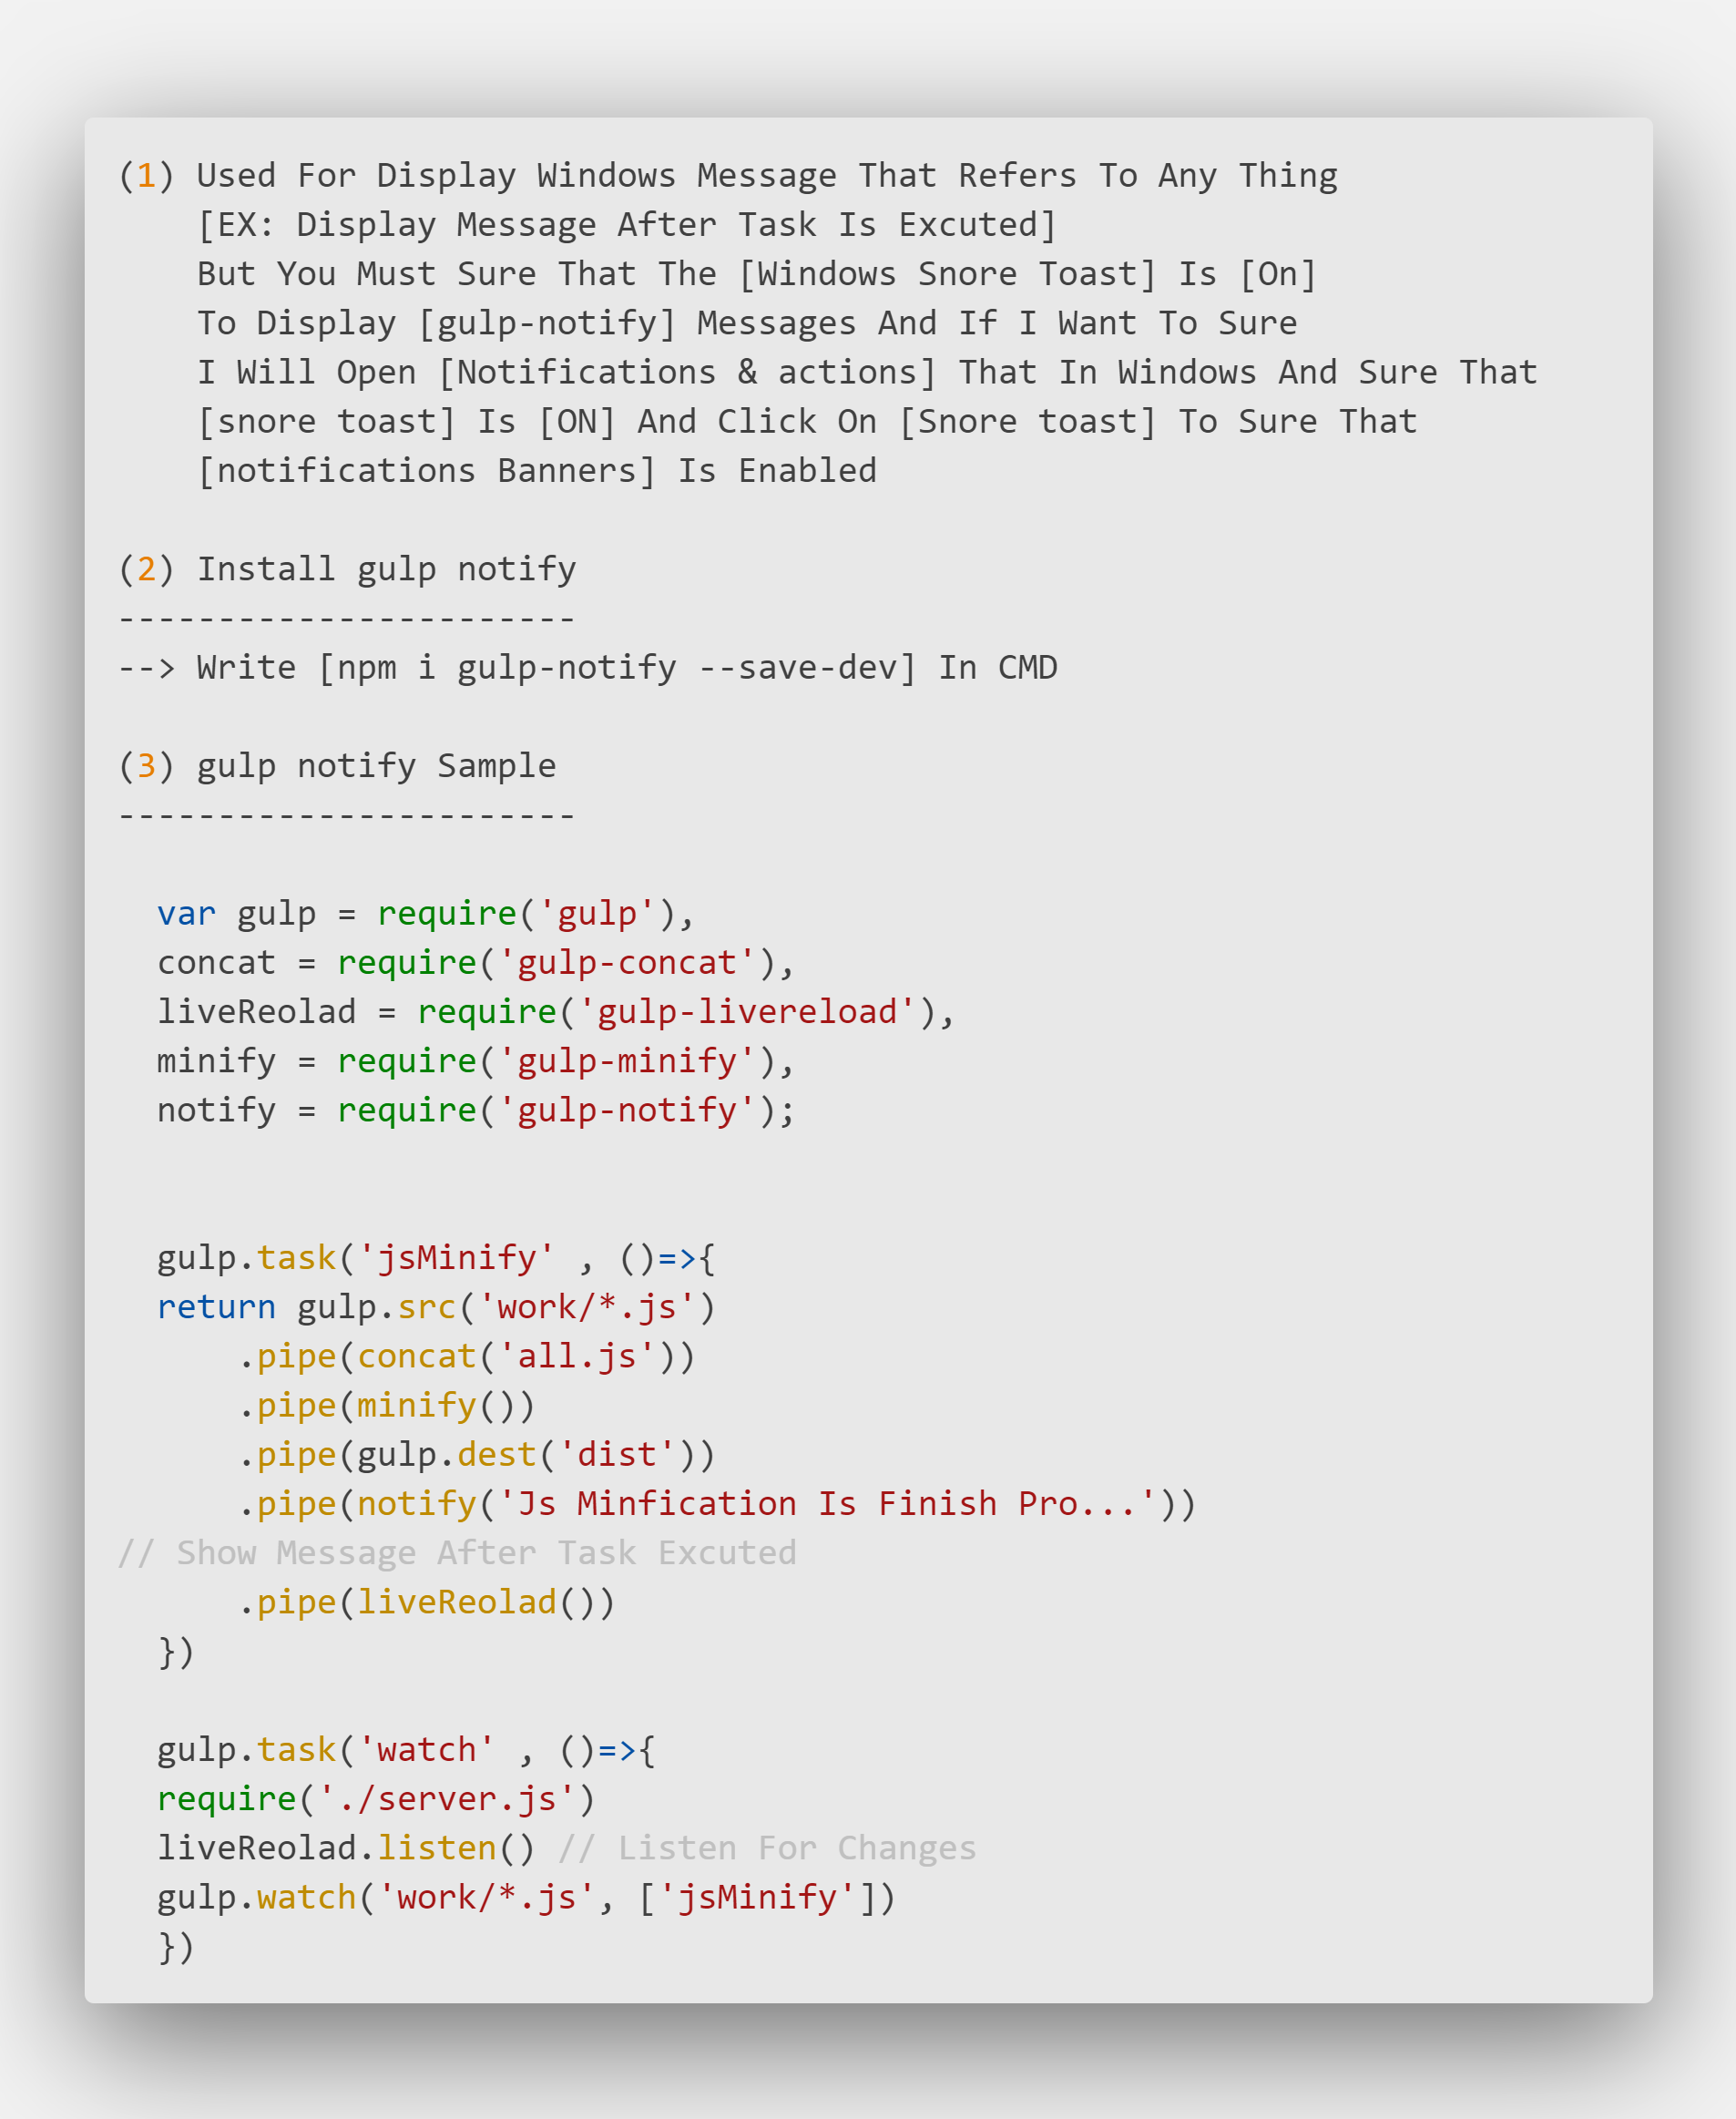 (1) Used For Display Windows Message That Refers To Any Thing
    [EX: Display Message After Task Is Excuted]
    But You Must Sure That The [Windows Snore Toast] Is [On]
    To Display [gulp-notify] Messages And If I Want To Sure
    I Will Open [Notifications & actions] That In Windows And Sure That
    [snore toast] Is [ON] And Click On [Snore toast] To Sure That
    [notifications Banners] Is Enabled

(2) Install gulp notify
-----------------------
--> Write [npm i gulp-notify --save-dev] In CMD

(3) gulp notify Sample
-----------------------

  var gulp = require('gulp'),
  concat = require('gulp-concat'),
  liveReolad = require('gulp-livereload'),
  minify = require('gulp-minify'),
  notify = require('gulp-notify');


  gulp.task('jsMinify' , ()=>{
  return gulp.src('work/*.js')
      .pipe(concat('all.js'))
      .pipe(minify())
      .pipe(gulp.dest('dist'))
      .pipe(notify('Js Minfication Is Finish Pro...'))
// Show Message After Task Excuted
      .pipe(liveReolad())
  })

  gulp.task('watch' , ()=>{
  require('./server.js')
  liveReolad.listen() // Listen For Changes
  gulp.watch('work/*.js', ['jsMinify'])
  })